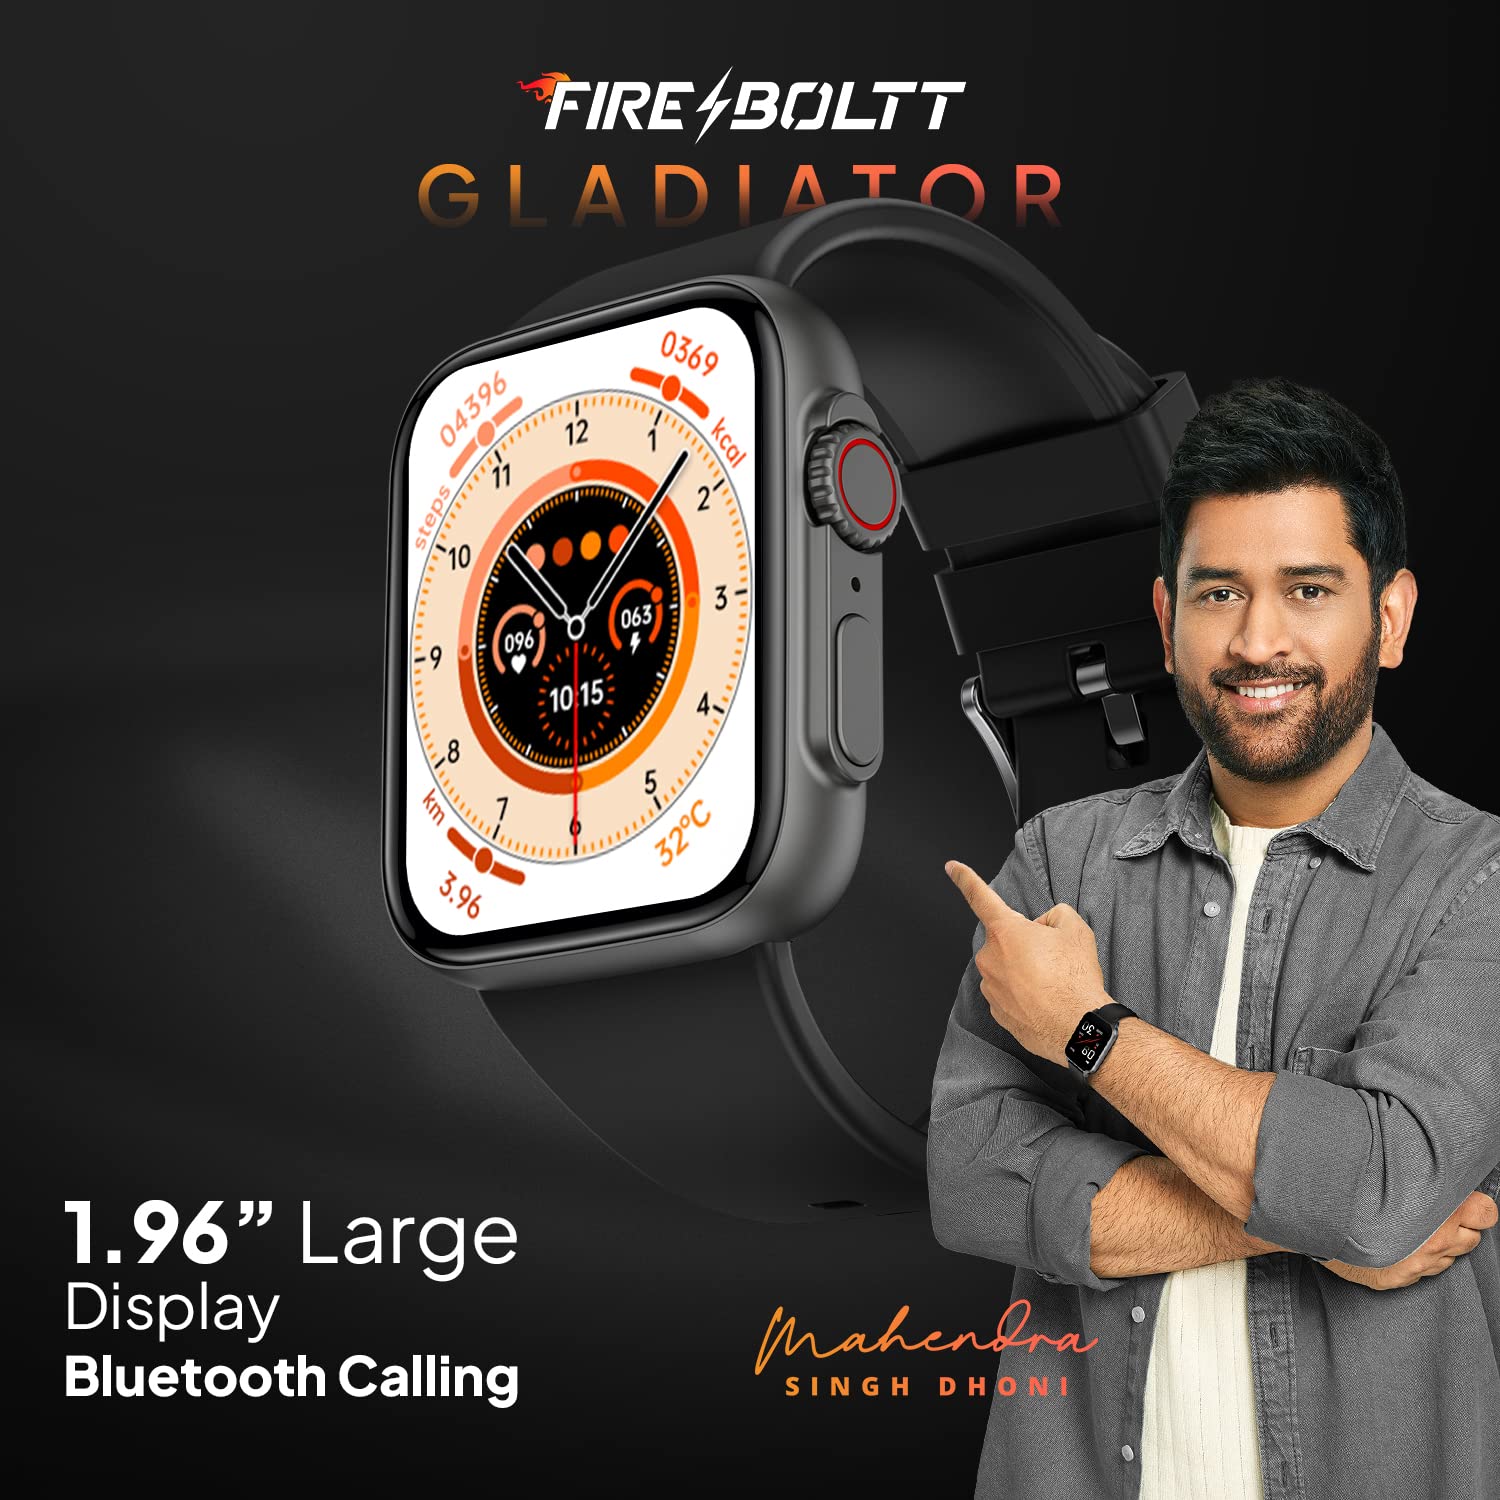 FIRE BOLTT
GLADIATOR
04396
steps
0369
kcal
12
1
2
3
4
5
6
7
8
9
10
11
096
063
10:15
km
3.96
32°C
1.96” Large
Display
Bluetooth Calling
Mahendra
SINGH DHONI